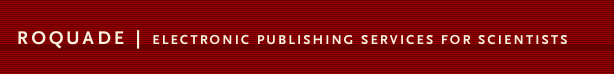 ROQUADE | ELECTRONIC PUBLISHING SERVICES FOR SCIENTISTS